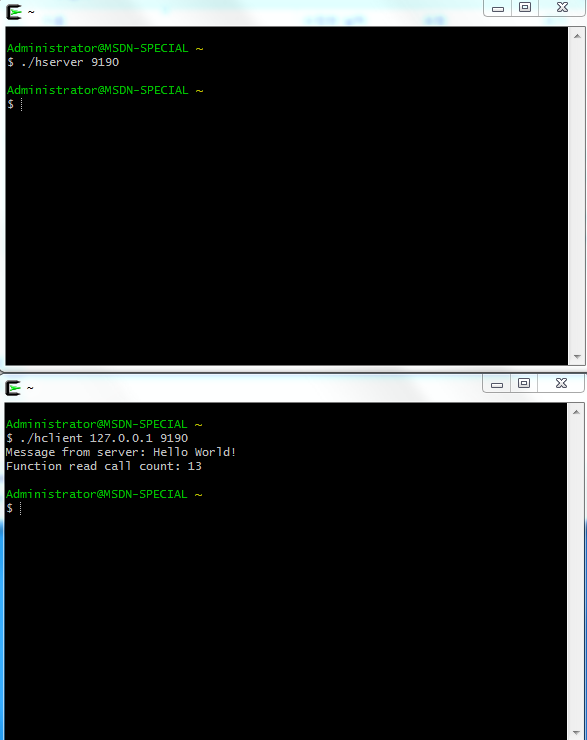 ~
Administrator@MSDN-SPECIAL ~
$ ./hserver 9190
Administrator@MSDN-SPECIAL ~
$
~
Administrator@MSDN-SPECIAL ~
$ ./hclient 127.0.0.1 9190
Message from server: Hello World!
Function read call count: 13
Administrator@MSDN-SPECIAL ~
$